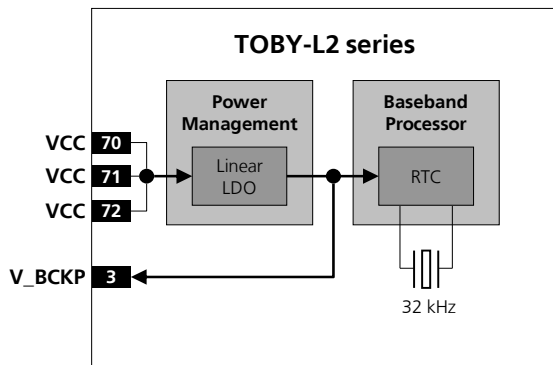 TOBY-L2 series
Power
Management
Baseband
Processor
VCC 70
VCC 71
VCC 72
Linear
LDO
RTC
V_BCKP 3
32 kHz